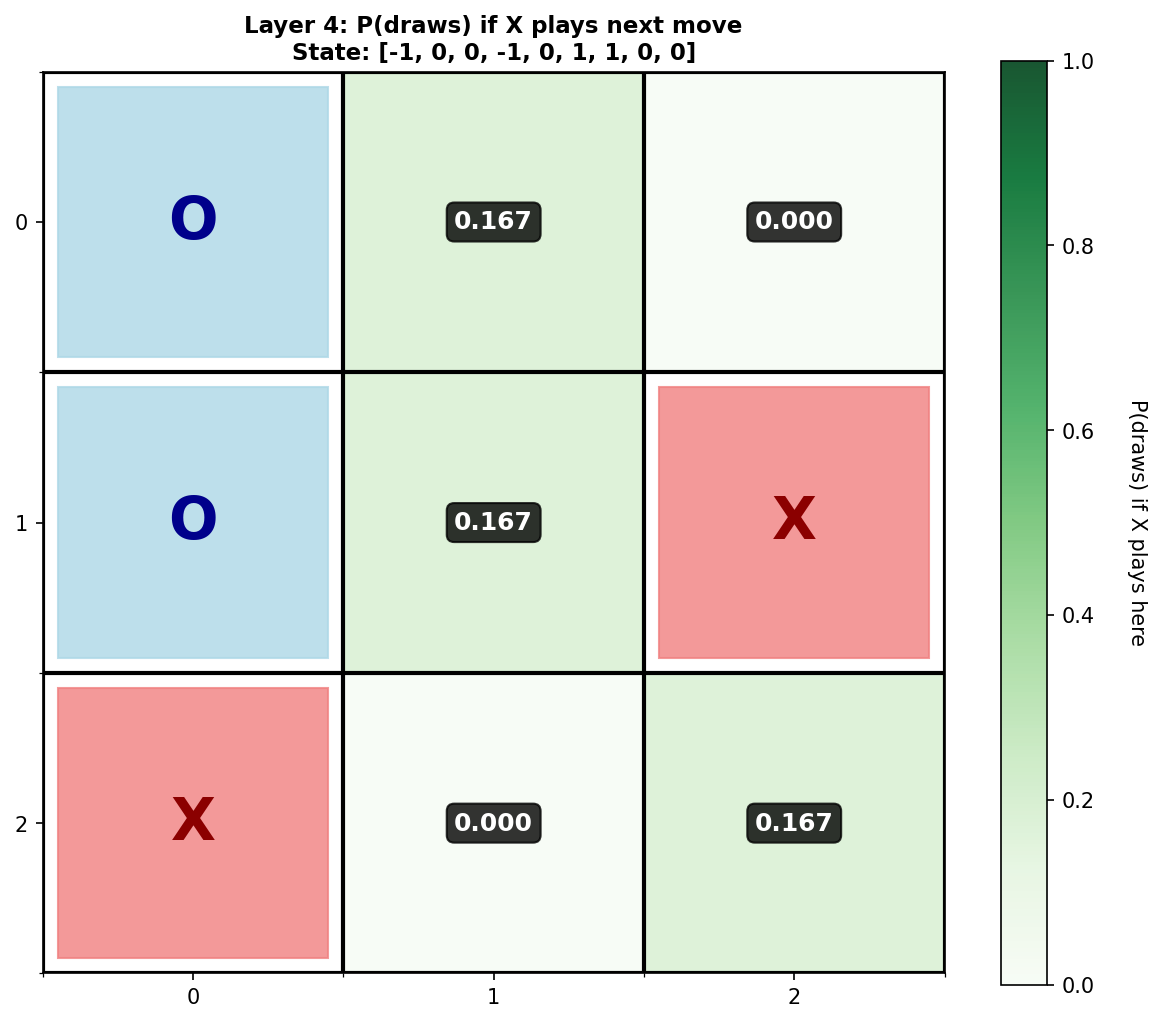 Layer 4: P(draws) if X plays next move
State: [-1, 0, 0, -1, 0, 1, 1, 0, 0]
0
O
0.167
0.000
1
O
0.167
X
2
X
0.000
0.167
0
1
2
1.0
0.8
0.6
0.4
0.2
0.0
P(draws) if X plays here